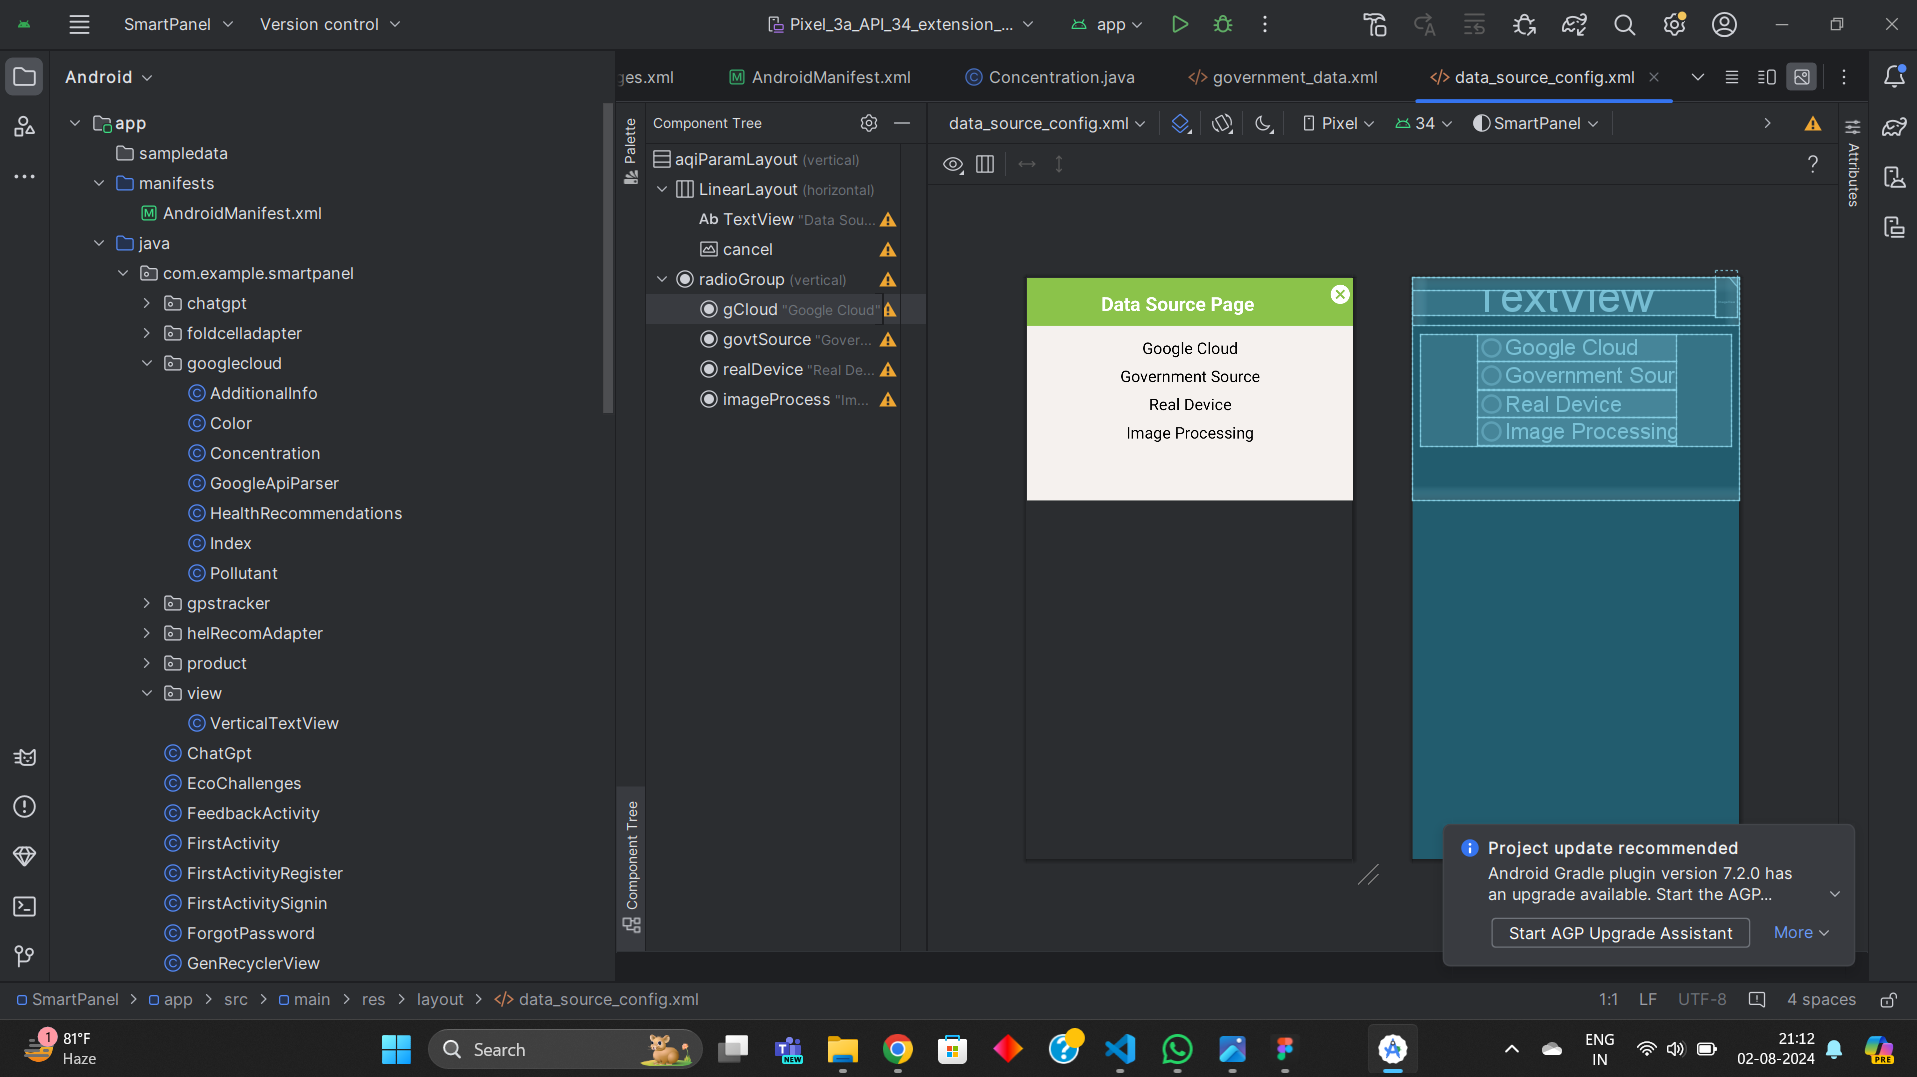 SmartPanel
Version control
Pixel_3a_API_34_extension_...
app
Android
ges.xml
AndroidManifest.xml
Concentration.java
government_data.xml
data_source_config.xml
app
sampledata
manifests
AndroidManifest.xml
java
com.example.smartpanel
chatgpt
foldcelladapter
googlecloud
AdditionalInfo
Color
Concentration
GoogleApiParser
HealthRecommendations
Index
Pollutant
gpstracker
helRecomAdapter
product
view
VerticalTextView
ChatGpt
EcoChallenges
FeedbackActivity
FirstActivity
FirstActivityRegister
FirstActivitySignin
ForgotPassword
GenRecyclerView
Palette
Component Tree
Component Tree
aqiParamLayout (vertical)
LinearLayout (horizontal)
Ab TextView "Data Sou...
cancel
radioGroup (vertical)
gCloud "Google Cloud"
govtSource "Gover...
realDevice "Real De...
imageProcess "Im...
data_source_config.xml
Pixel
34
SmartPanel
?
Attributes
Data Source Page
Google Cloud
Government Source
Real Device
Image Processing
TextView
Google Cloud
Government Sour
Real Device
Image Processing
Project update recommended
Android Gradle plugin version 7.2.0 has
an upgrade available. Start the AGP...
Start AGP Upgrade Assistant
More
SmartPanel > app > src > main > res > layout > data_source_config.xml
1:1 LF UTF-8 4 spaces
1
81°F
Haze
Search
NEW
ENG
IN
21:12
02-08-2024
PRE